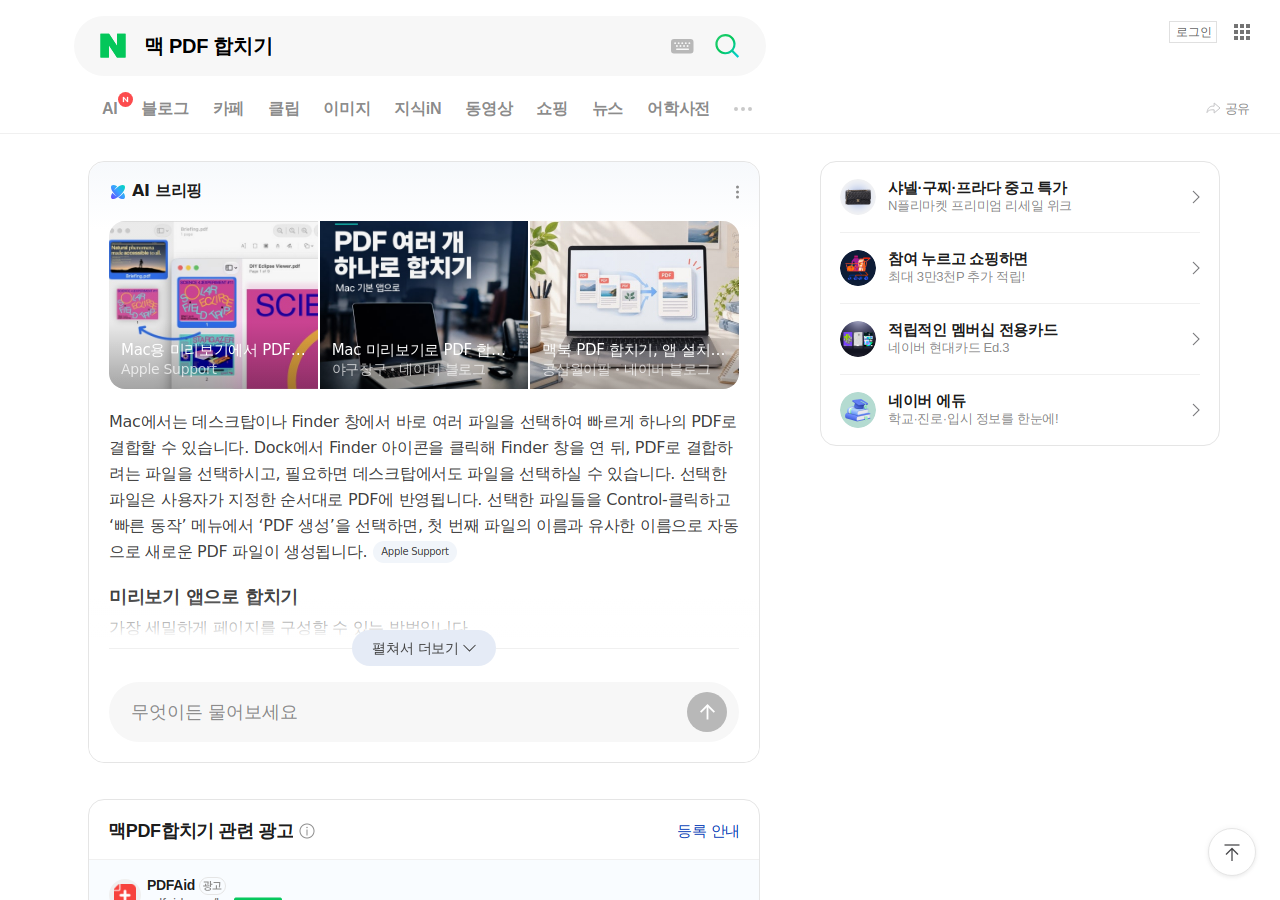 맥 PDF 합치기
로그인
AI N 블로그 카페 클립 이미지 지식iN 동영상 쇼핑 뉴스 어학사전
공유
AI 브리핑
Briefing.pdf
Natural phenomena
made accessible to all.
Briefing.pdf
DIY Eclipse Viewer.pdf
Mac용 미리보기에서 PDF...
Apple Support
PDF 여러 개
하나로 합치기
Mac 기본 앱으로
Mac 미리보기로 PDF 합...
야구장구 · 네이버 블로그
PDF
PDF
맥북 PDF 합치기, 앱 설치...
공삼월이필 · 네이버 블로그
Mac에서는 데스크탑이나 Finder 창에서 바로 여러 파일을 선택하여 빠르게 하나의 PDF로
결합할 수 있습니다. Dock에서 Finder 아이콘을 클릭해 Finder 창을 연 뒤, PDF로 결합하
려는 파일을 선택하시고, 필요하면 데스크탑에서도 파일을 선택하실 수 있습니다. 선택한
파일은 사용자가 지정한 순서대로 PDF에 반영됩니다. 선택한 파일들을 Control-클릭하고
‘빠른 동작’ 메뉴에서 ‘PDF 생성’을 선택하면, 첫 번째 파일의 이름과 유사한 이름으로 자동
으로 새로운 PDF 파일이 생성됩니다. Apple Support
미리보기 앱으로 합치기
가장 세밀하게 페이지를 구성할 수 있는 방법입니다
펼쳐서 더보기
무엇이든 물어보세요
맥PDF합치기 관련 광고
등록 안내
PDFAid 광고
샤넬·구찌·프라다 중고 특가
N플리마켓 프리미엄 리세일 위크
참여 누르고 쇼핑하면
최대 3만3천P 추가 적립!
적립적인 멤버십 전용카드
네이버 현대카드 Ed.3
네이버 에듀
학교·진로·입시 정보를 한눈에!